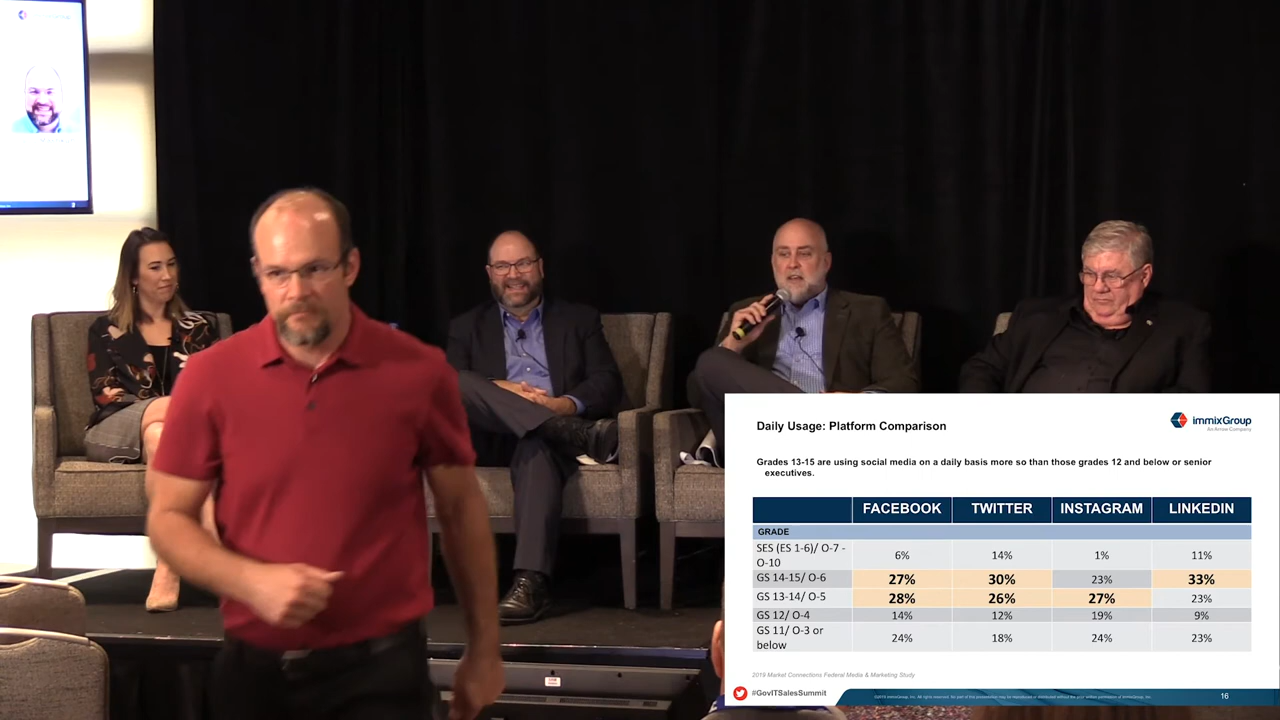 immixGroup
An Arrow Company
Daily Usage: Platform Comparison
Grades 13-15 are using social media on a daily basis more so than those grades 12 and below or senior
executives.
FACEBOOK TWITTER INSTAGRAM LINKEDIN
GRADE
SES (ES 1-6)/ O-7 -
O-10 6% 14% 1% 11%
GS 14-15/ O-6 27% 30% 23% 33%
GS 13-14/ O-5 28% 26% 27% 23%
GS 12/ O-4 14% 12% 19% 9%
GS 11/ O-3 or
below 24% 18% 24% 23%
2019 Market Connections Federal Media & Marketing Study
#GovITSalesSummit
16